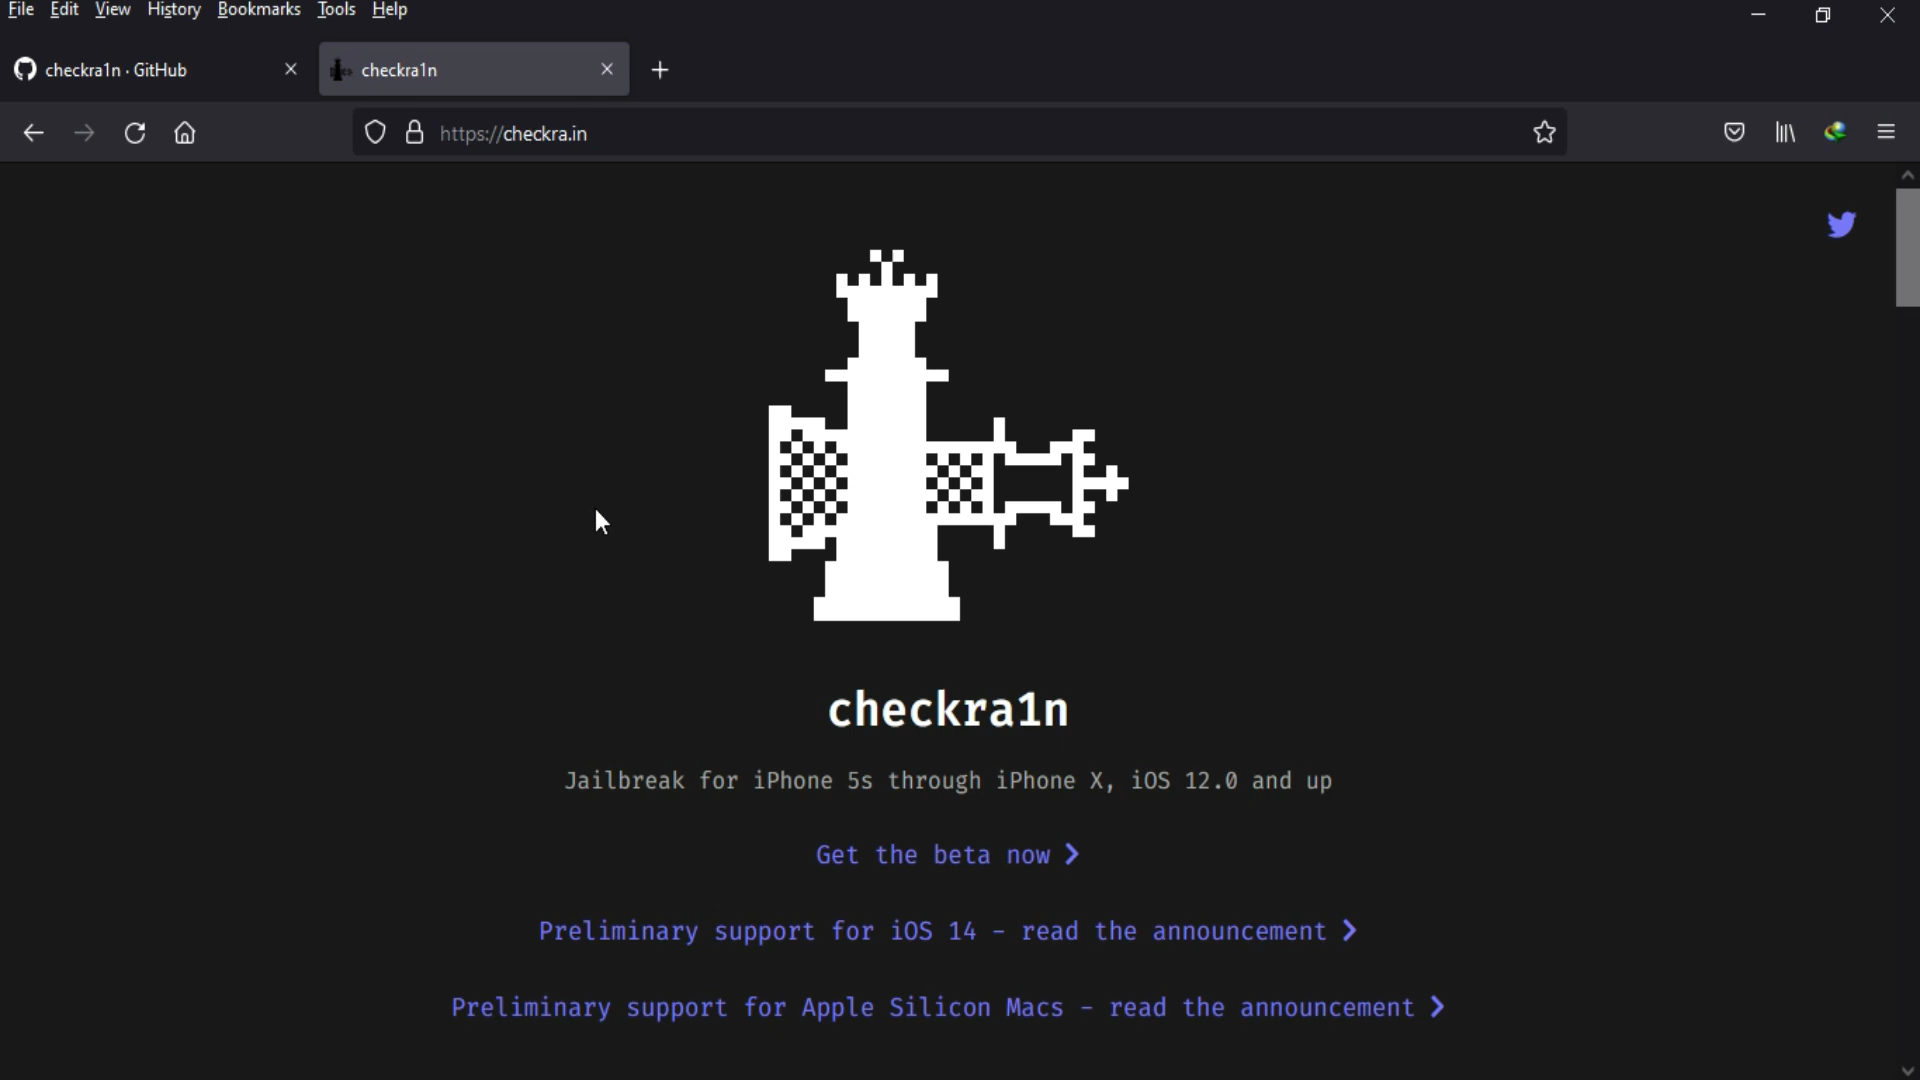 File Edit View History Bookmarks Tools Help
checkra1n · GitHub
checkra1n
https://checkra.in
checkra1n
Jailbreak for iPhone 5s through iPhone X, iOS 12.0 and up
Get the beta now
Preliminary support for iOS 14 – read the announcement
Preliminary support for Apple Silicon Macs – read the announcement